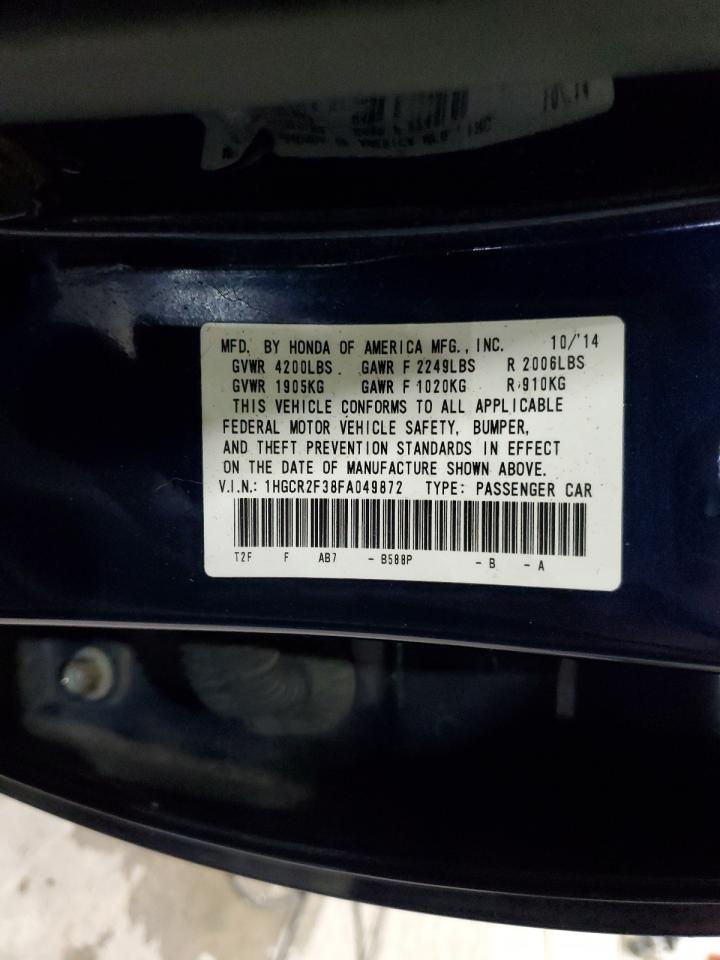 MFD. BY HONDA OF AMERICA MFG., INC. 10/'14
GVWR 4200LBS. GAWR F 2249LBS R 2006LBS
GVWR 1905KG GAWR F 1020KG R 910KG
THIS VEHICLE CONFORMS TO ALL APPLICABLE
FEDERAL MOTOR VEHICLE SAFETY, BUMPER,
AND THEFT PREVENTION STANDARDS IN EFFECT
ON THE DATE OF MANUFACTURE SHOWN ABOVE.
V.I.N.: 1HGCR2F38FA049872 TYPE: PASSENGER CAR
T2F F AB7 - B588P - B - A